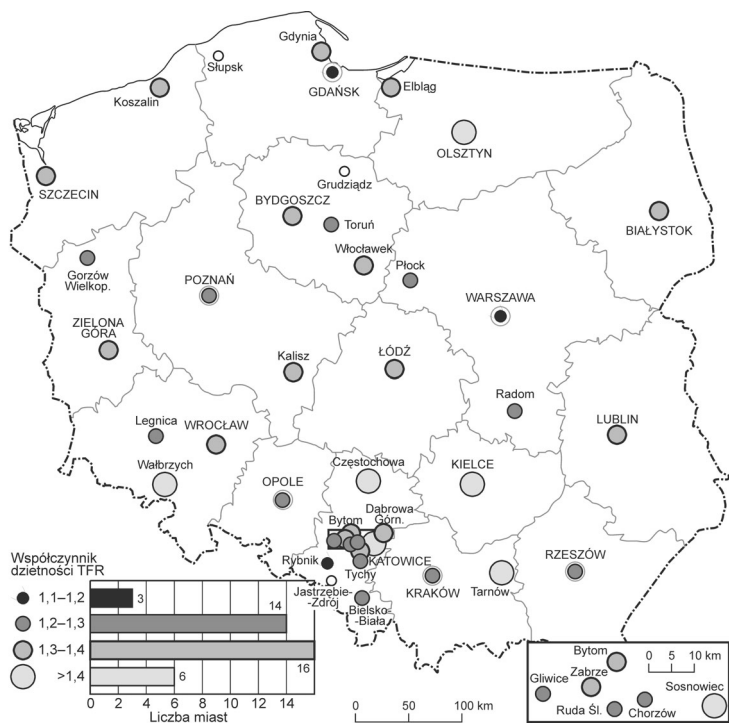 Gdynia
Słupsk
GDAŃSK
Koszalin
Elbląg
OLSZTYN
SZCZECIN
Grudziądz
BYDGOSZCZ
Toruń
BIAŁYSTOK
Włocławek
Gorzów
Wielkop.
POZNAŃ
Płock
WARSZAWA
ZIELONA
GÓRA
Kalisz
ŁÓDŹ
Radom
Legnica
WROCŁAW
LUBLIN
Wałbrzych
Częstochowa
KIELCE
OPOLE
Bytom
Dąbrowa
Górn.
Rybnik
KATOWICE
Tychy
Jastrzębie-
-Zdrój
Bielsko-
-Biała
KRAKÓW
Tarnów
RZESZÓW
Współczynnik
dzietności TFR
1,1–1,2
3
1,2–1,3
14
1,3–1,4
16
>1,4
6
0 2 4 6 8 10 12 14
Liczba miast
0 50 100 km
Bytom
0 5 10 km
Gliwice
Zabrze
Sosnowiec
Ruda Śl.
Chorzów